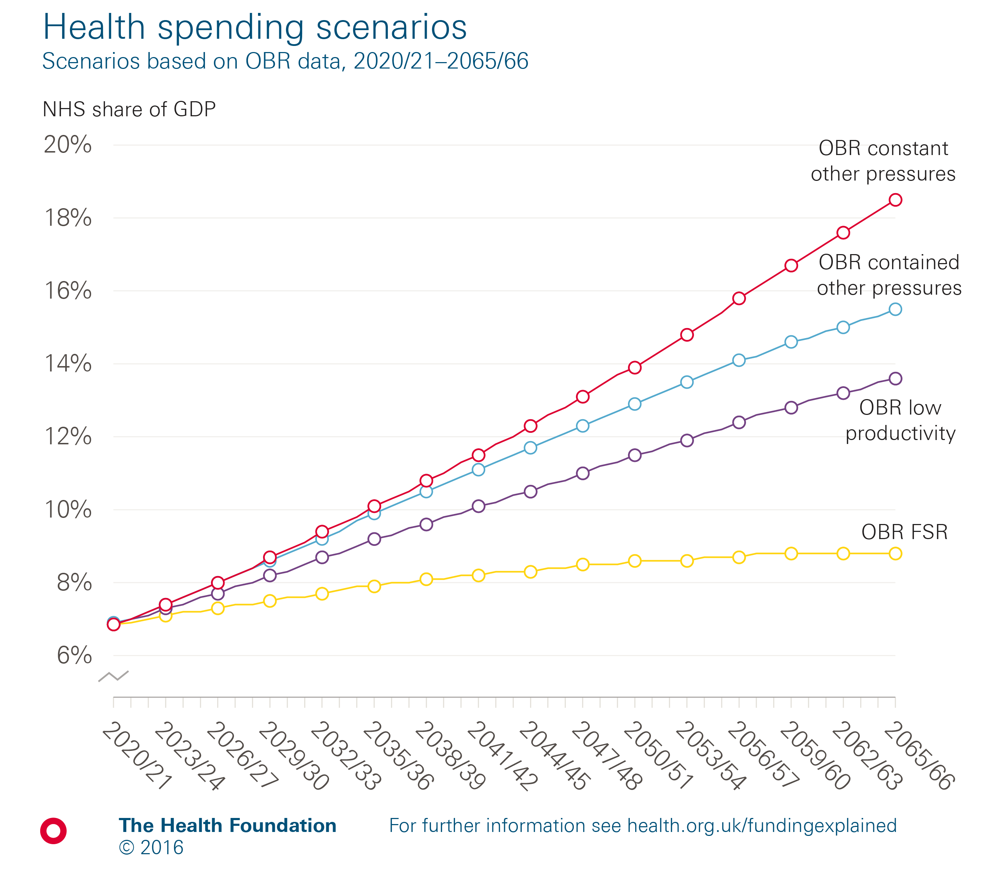 Health spending scenarios
Scenarios based on OBR data, 2020/21–2065/66
NHS share of GDP
20%
18%
16%
14%
12%
10%
8%
6%
OBR constant
other pressures
OBR contained
other pressures
OBR low
productivity
OBR FSR
2020/21
2023/24
2026/27
2029/30
2032/33
2035/36
2038/39
2041/42
2044/45
2047/48
2050/51
2053/54
2056/57
2059/60
2062/63
2065/66
The Health Foundation
© 2016
For further information see health.org.uk/fundingexplained